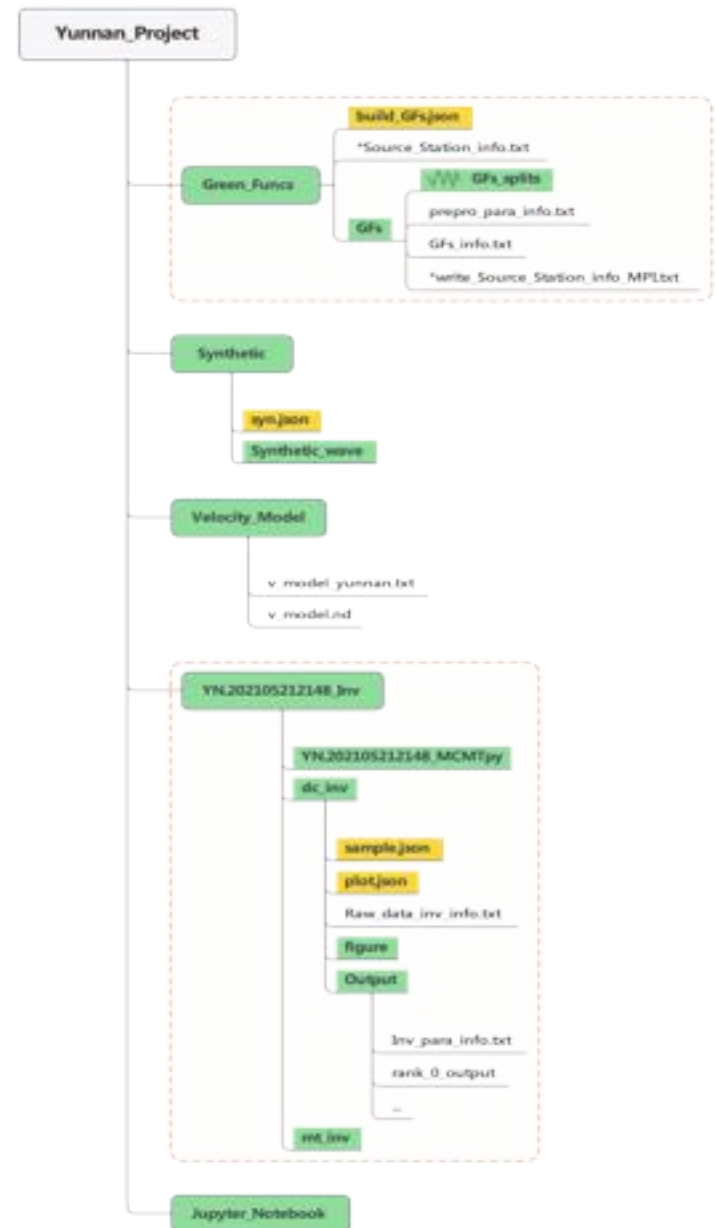 Yunnan_Project
build_GFs.json
*Source_Station_info.txt
Green_Funcs
GFs_splits
prepro_para_info.txt
GFs
GFs_info.txt
*write_Source_Station_info_MPI.txt
Synthetic
syn.json
Synthetic_wave
Velocity_Model
v_model_yunnan.txt
v_model.nd
YN.202105212148_Inv
YN.202105212148_MCMTpy
dc_inv
sample.json
plot.json
Raw_data_inv_info.txt
figure
Output
Inv_para_info.txt
rank_0_output
...
mt_inv
Jupyter_Notebook